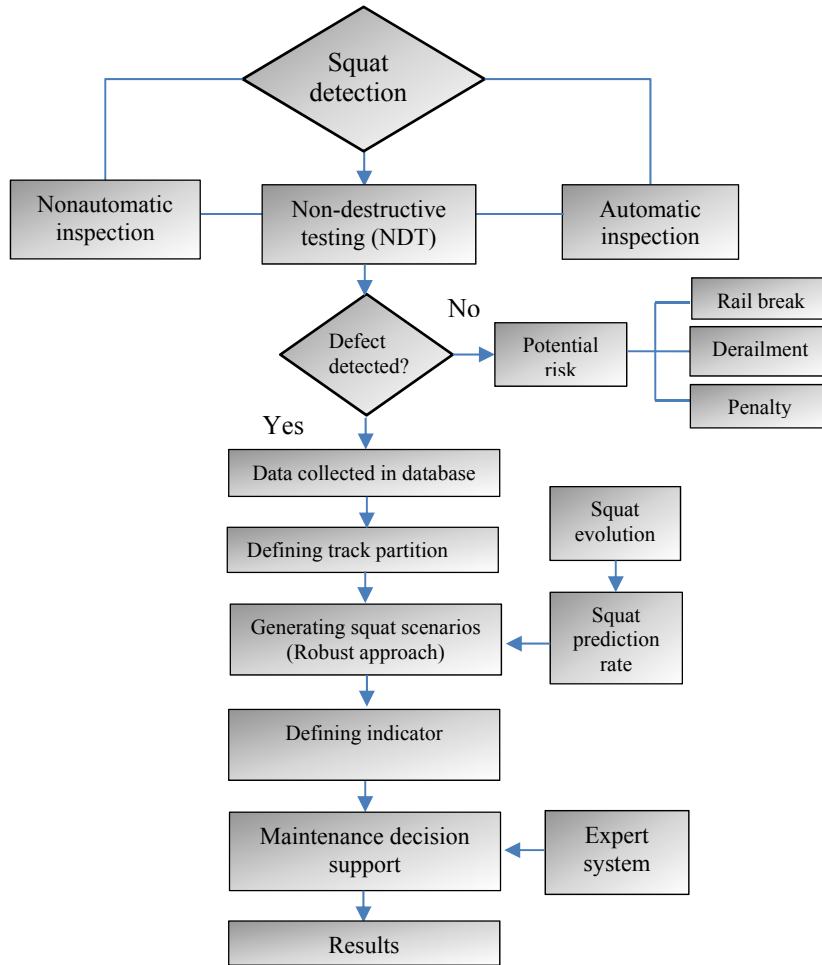 Squat
detection
Nonautomatic
inspection
Non-destructive
testing (NDT)
Automatic
inspection
Defect
detected?
No
Potential
risk
Rail break
Derailment
Penalty
Yes
Data collected in database
Defining track partition
Squat
evolution
Generating squat scenarios
(Robust approach)
Squat
prediction
rate
Defining indicator
Maintenance decision
support
Expert
system
Results